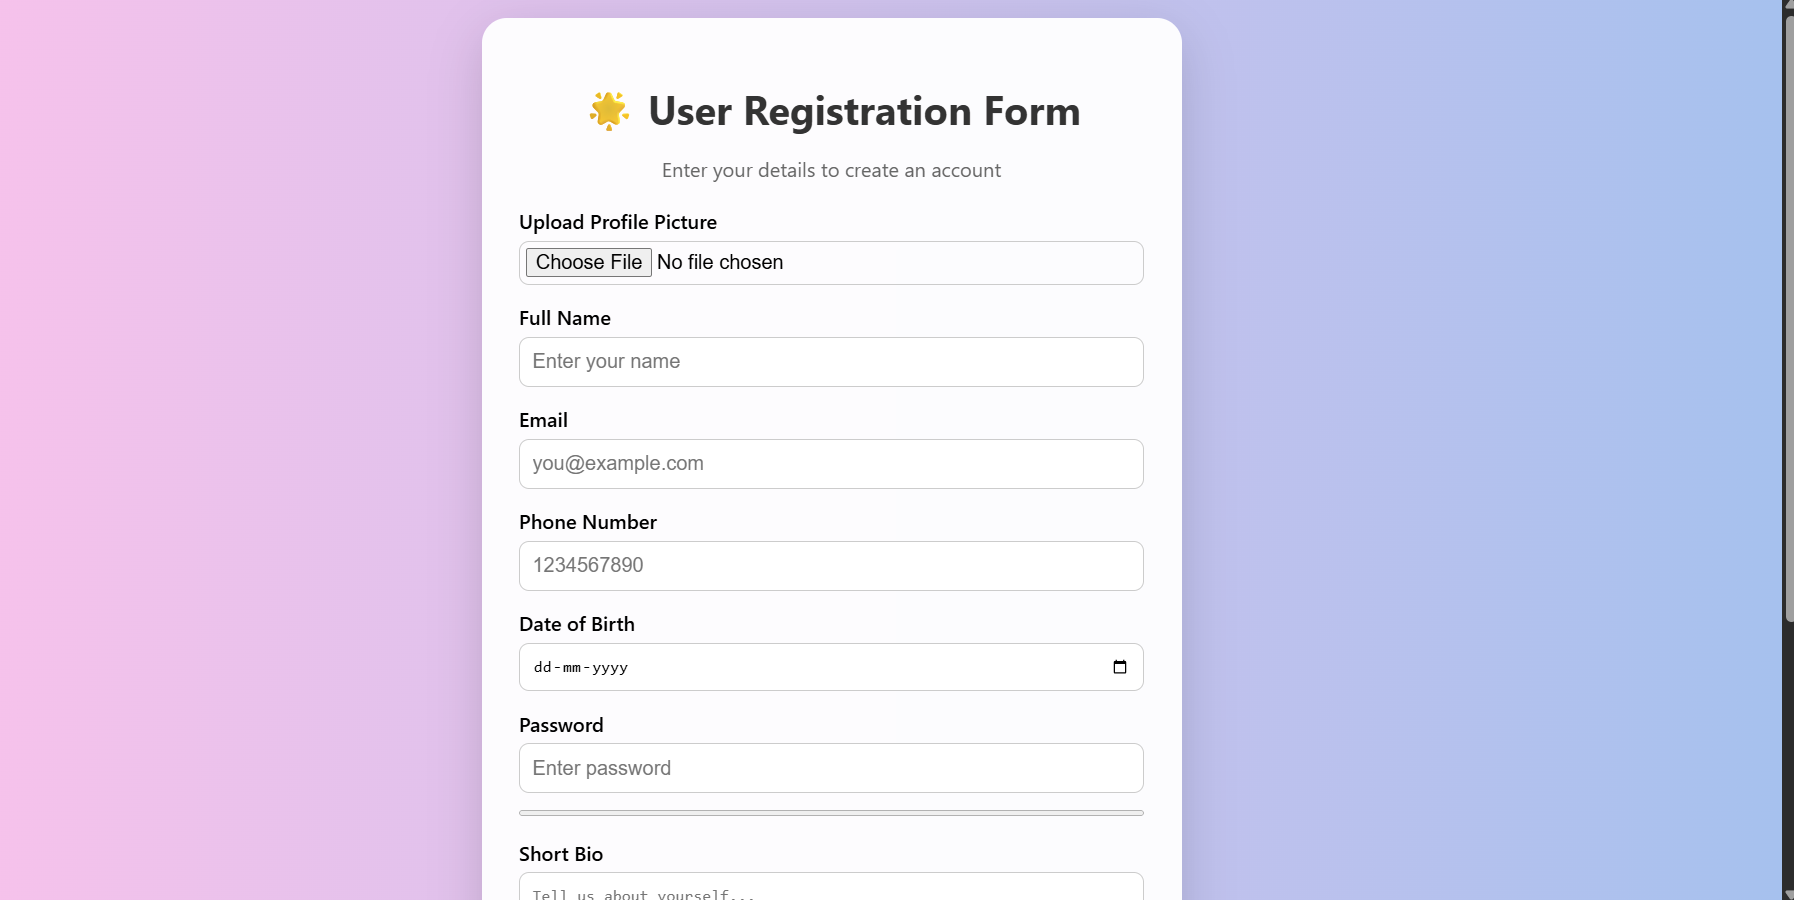 🌟 User Registration Form
Enter your details to create an account
Upload Profile Picture
Choose File No file chosen
Full Name
Enter your name
Email
you@example.com
Phone Number
1234567890
Date of Birth
dd-mm-yyyy
Password
Enter password
Short Bio
Tell us about yourself...